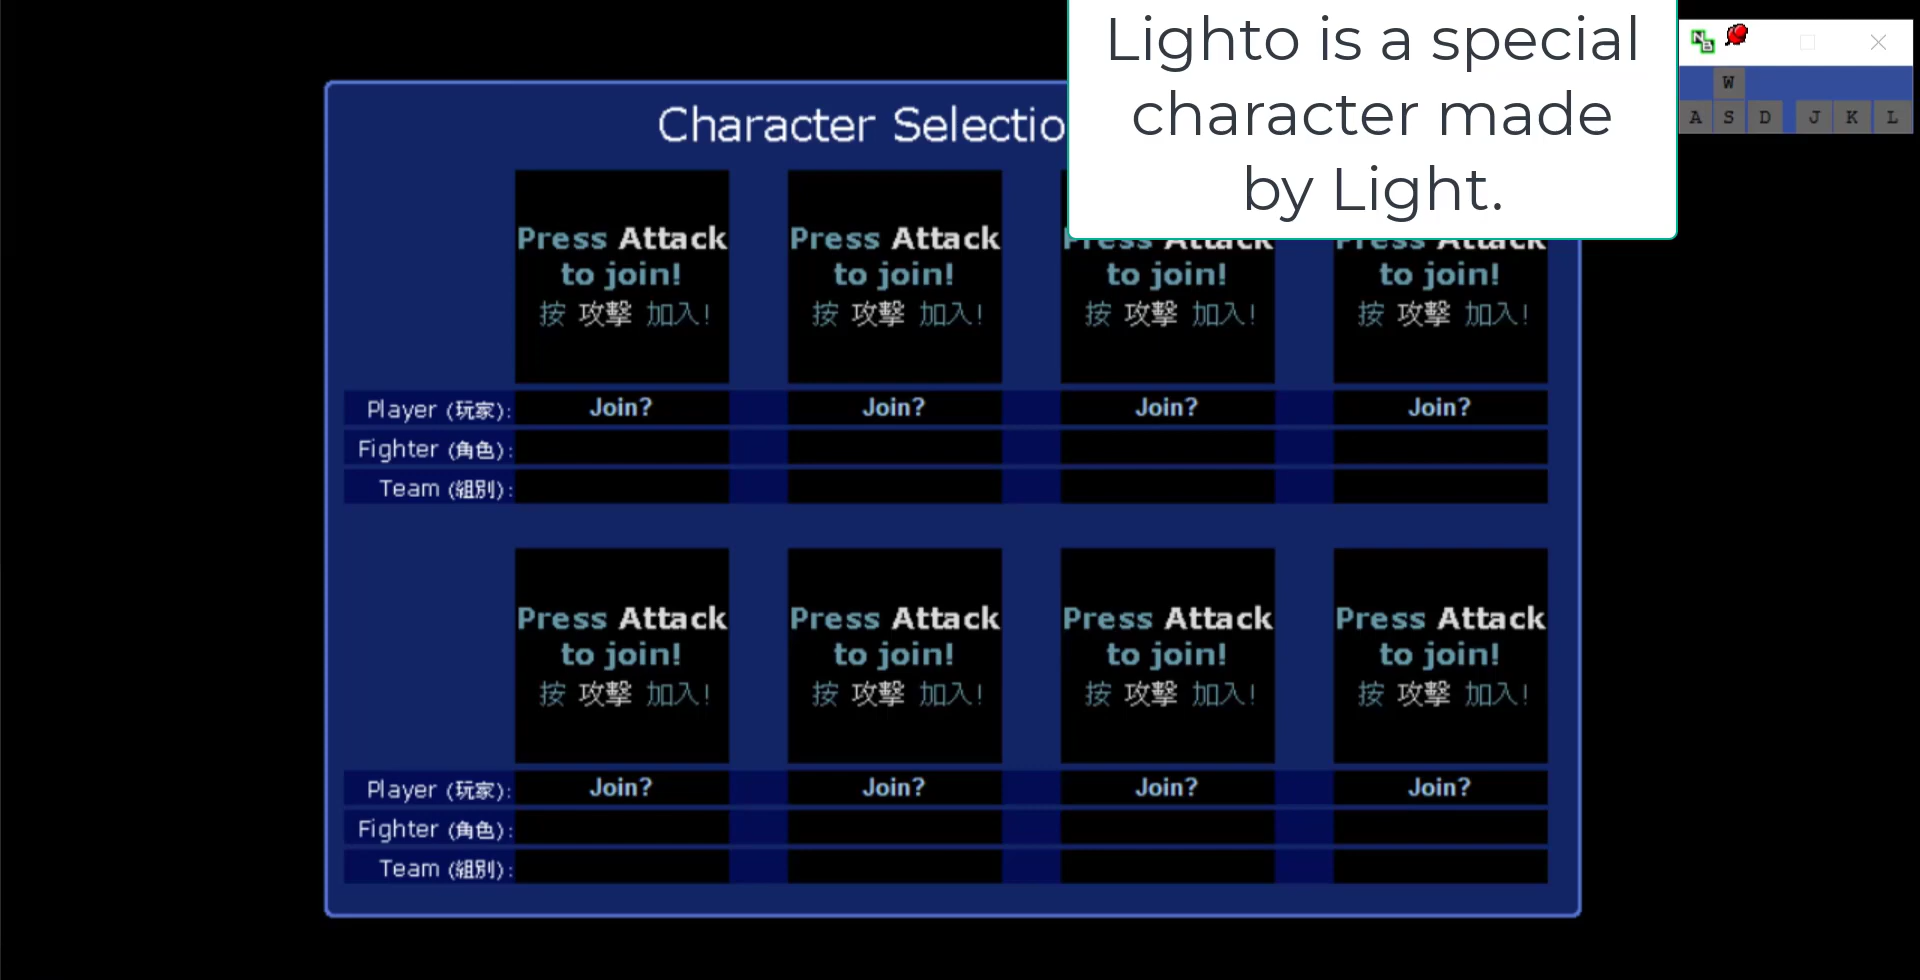 Lighto is a special
character made
by Light.
W
A S D J K L
Character Selectio
Press Attack Press Attack Press Attack Press Attack
to join! to join! to join! to join!
按 攻擊 加入! 按 攻擊 加入! 按 攻擊 加入! 按 攻擊 加入!
Player (玩家): Join? Join? Join? Join?
Fighter (角色):
Team (組別):
Press Attack Press Attack Press Attack Press Attack
to join! to join! to join! to join!
按 攻擊 加入! 按 攻擊 加入! 按 攻擊 加入! 按 攻擊 加入!
Player (玩家): Join? Join? Join? Join?
Fighter (角色):
Team (組別):